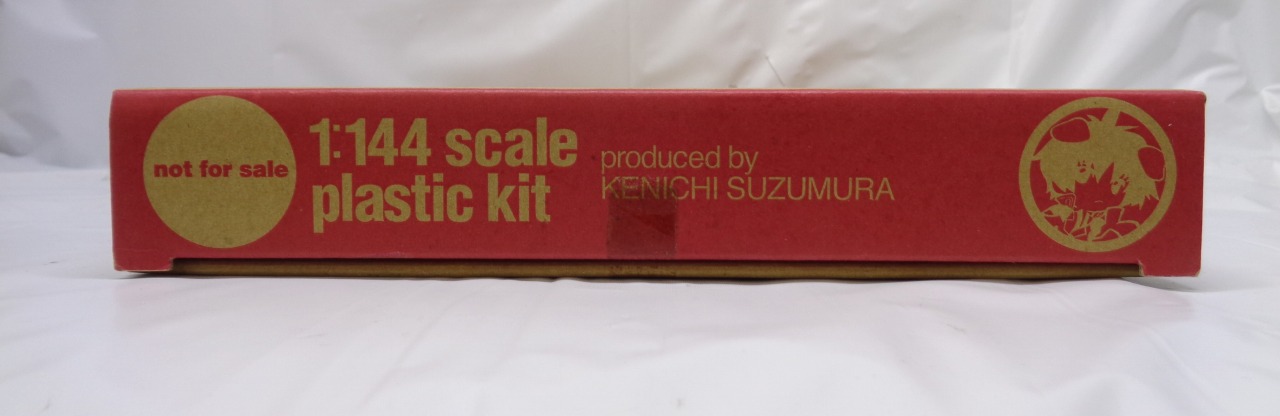 not for sale
1:144 scale
plastic kit
produced by
KENICHI SUZUMURA